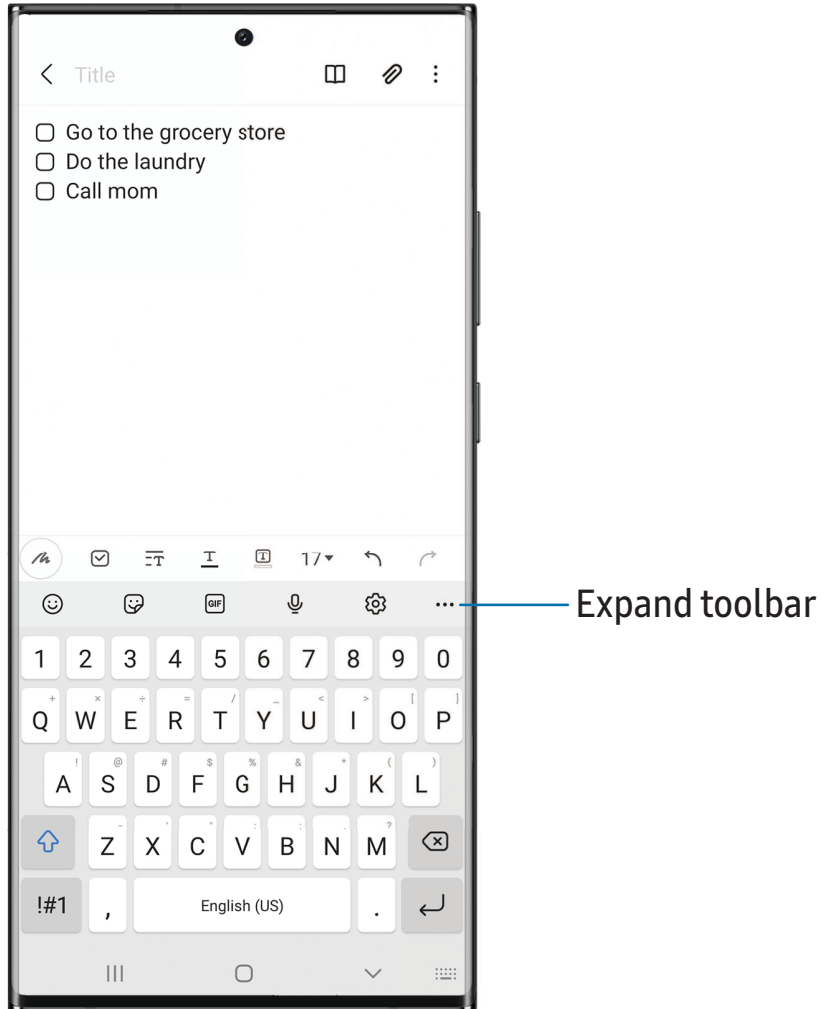 Title
Go to the grocery store
Do the laundry
Call mom
17
GIF
Expand toolbar
1 2 3 4 5 6 7 8 9 0
+ × ÷ = / _ < > [ ]
Q W E R T Y U I O P
! @ # $ % & * ( )
A S D F G H J K L
- ' " : ; , ?
Z X C V B N M
!#1 , English (US) .